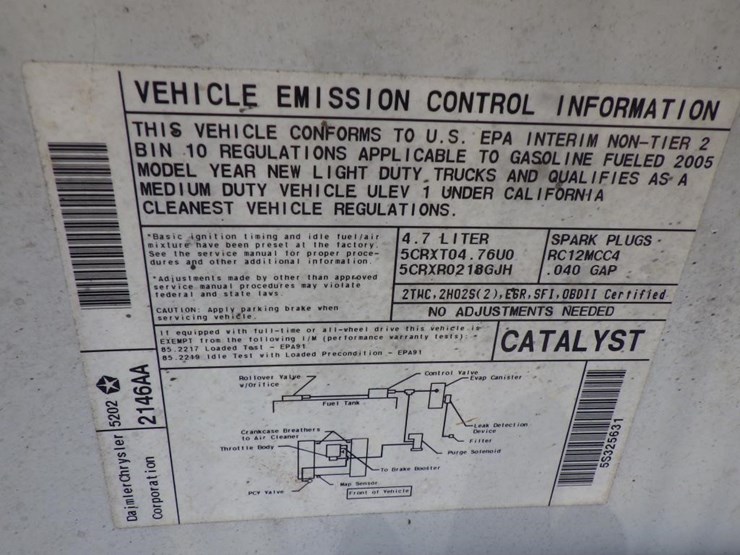 VEHICLE EMISSION CONTROL INFORMATION
THIS VEHICLE CONFORMS TO U.S. EPA INTERIM NON-TIER 2
BIN 10 REGULATIONS APPLICABLE TO GASOLINE FUELED 2005
MODEL YEAR NEW LIGHT DUTY TRUCKS AND QUALIFIES AS A
MEDIUM DUTY VEHICLE ULEV 1 UNDER CALIFORNIA
CLEANEST VEHICLE REGULATIONS.
*Basic ignition timing and idle fuel/air
mixture have been preset at the factory.
See the service manual for proper proce-
dures and other additional information.
*Adjustments made by other than approved
service manual procedures may violate
federal and state laws.
CAUTION: Apply parking brake when
servicing vehicle.
4.7 LITER
5CRXT04.76U0
5CRXR0218GJH
SPARK PLUGS
RC12MCC4
.040 GAP
2TWC,2HO2S(2),EGR,SFI,OBDII Certified
NO ADJUSTMENTS NEEDED
If equipped with full-time or all-wheel drive this vehicle is
EXEMPT from the following I/M (performance warranty tests):
85.2217 Loaded Test - EPA91
85.2219 Idle Test with Loaded Precondition - EPA91
CATALYST
Rollover Valve
w/Orifice
Fuel Tank
Control Valve
Evap Canister
Leak Detection
Device
Filter
Purge Solenoid
Crankcase Breathers
to Air Cleaner
Throttle Body
To Brake Booster
Map Sensor
PCV Valve
Front of Vehicle
DaimlerChrysler
Corporation
5202
2146AA
5S325631